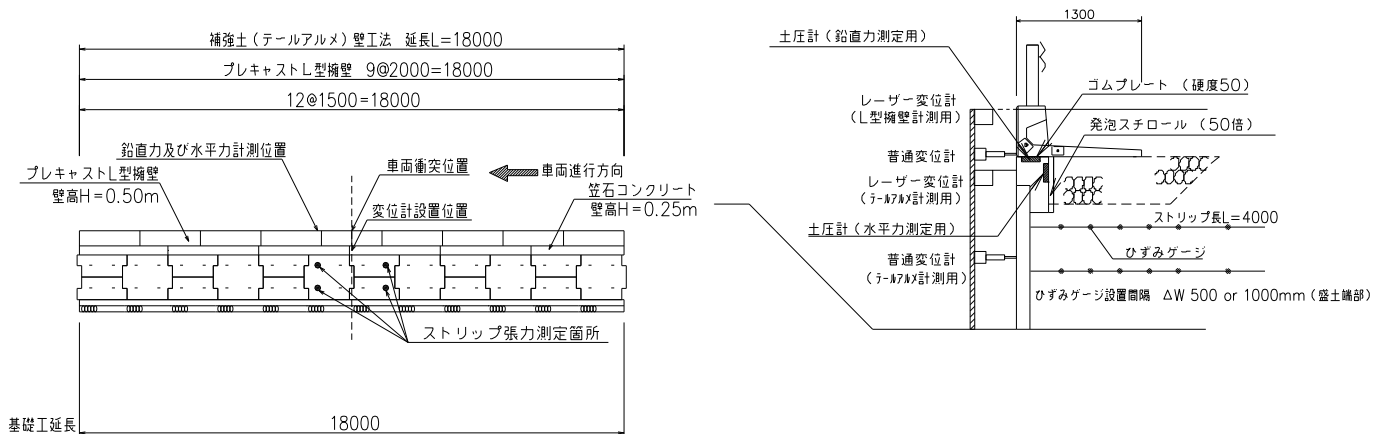 補強土（テールアルメ）壁工法 延長L=18000
プレキャストL型擁壁 9@2000=18000
12@1500=18000
鉛直力及び水平力計測位置
車両衝突位置
車両進行方向
プレキャストL型擁壁
壁高H=0.50m
変位計設置位置
笠石コンクリート
壁高H=0.25m
ストリップ張力測定箇所
基礎工延長
18000
1300
土圧計（鉛直力測定用）
ゴムプレート （硬度50）
レーザー変位計
（L型擁壁計測用）
発泡スチロール （50倍）
普通変位計
レーザー変位計
（テールアルメ計測用）
ストリップ長L=4000
土圧計（水平力測定用）
ひずみゲージ
普通変位計
（テールアルメ計測用）
ひずみゲージ設置間隔 ΔW 500 or 1000mm（盛土端部）